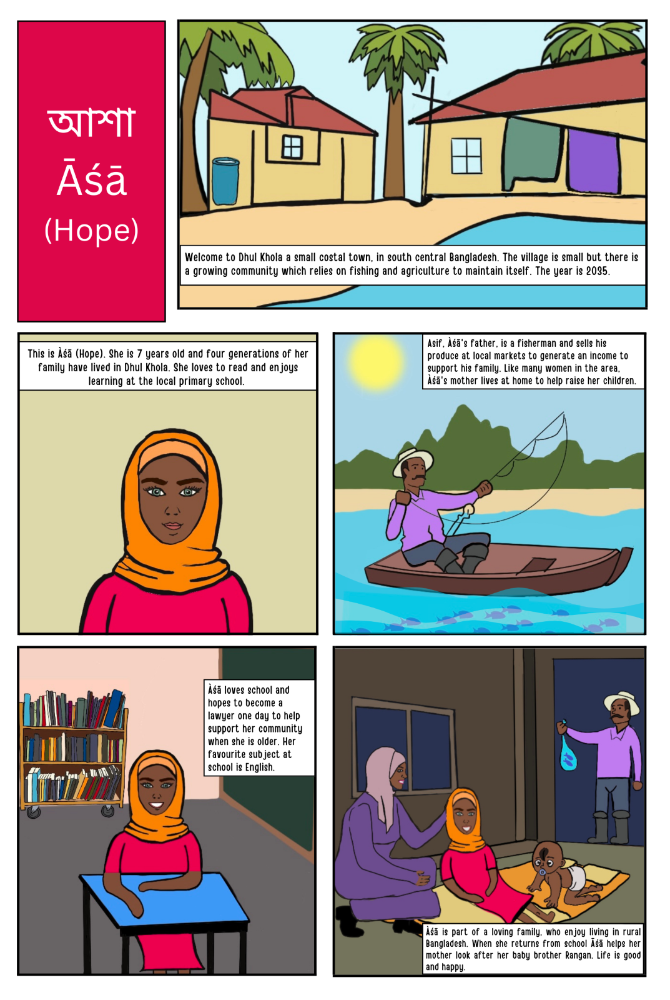 আশা
Āśā
(Hope)
Welcome to Dhul Khola a small costal town, in south central Bangladesh. The village is small but there is
a growing community which relies on fishing and agriculture to maintain itself. The year is 2035.
This is Àśā (Hope). She is 7 years old and four generations of her
family have lived in Dhul Khola. She loves to read and enjoys
learning at the local primary school.
Asif, Àśā's father, is a fisherman and sells his
produce at local markets to generate an income to
support his family. Like many women in the area,
Àśā's mother lives at home to help raise her children.
Àśā loves school and
hopes to become a
lawyer one day to help
support her community
when she is older. Her
favourite subject at
school is English.
Àśā is part of a loving family, who enjoy living in rural
Bangladesh. When she returns from school Āśā helps her
mother look after her baby brother Rangan. Life is good
and happy.